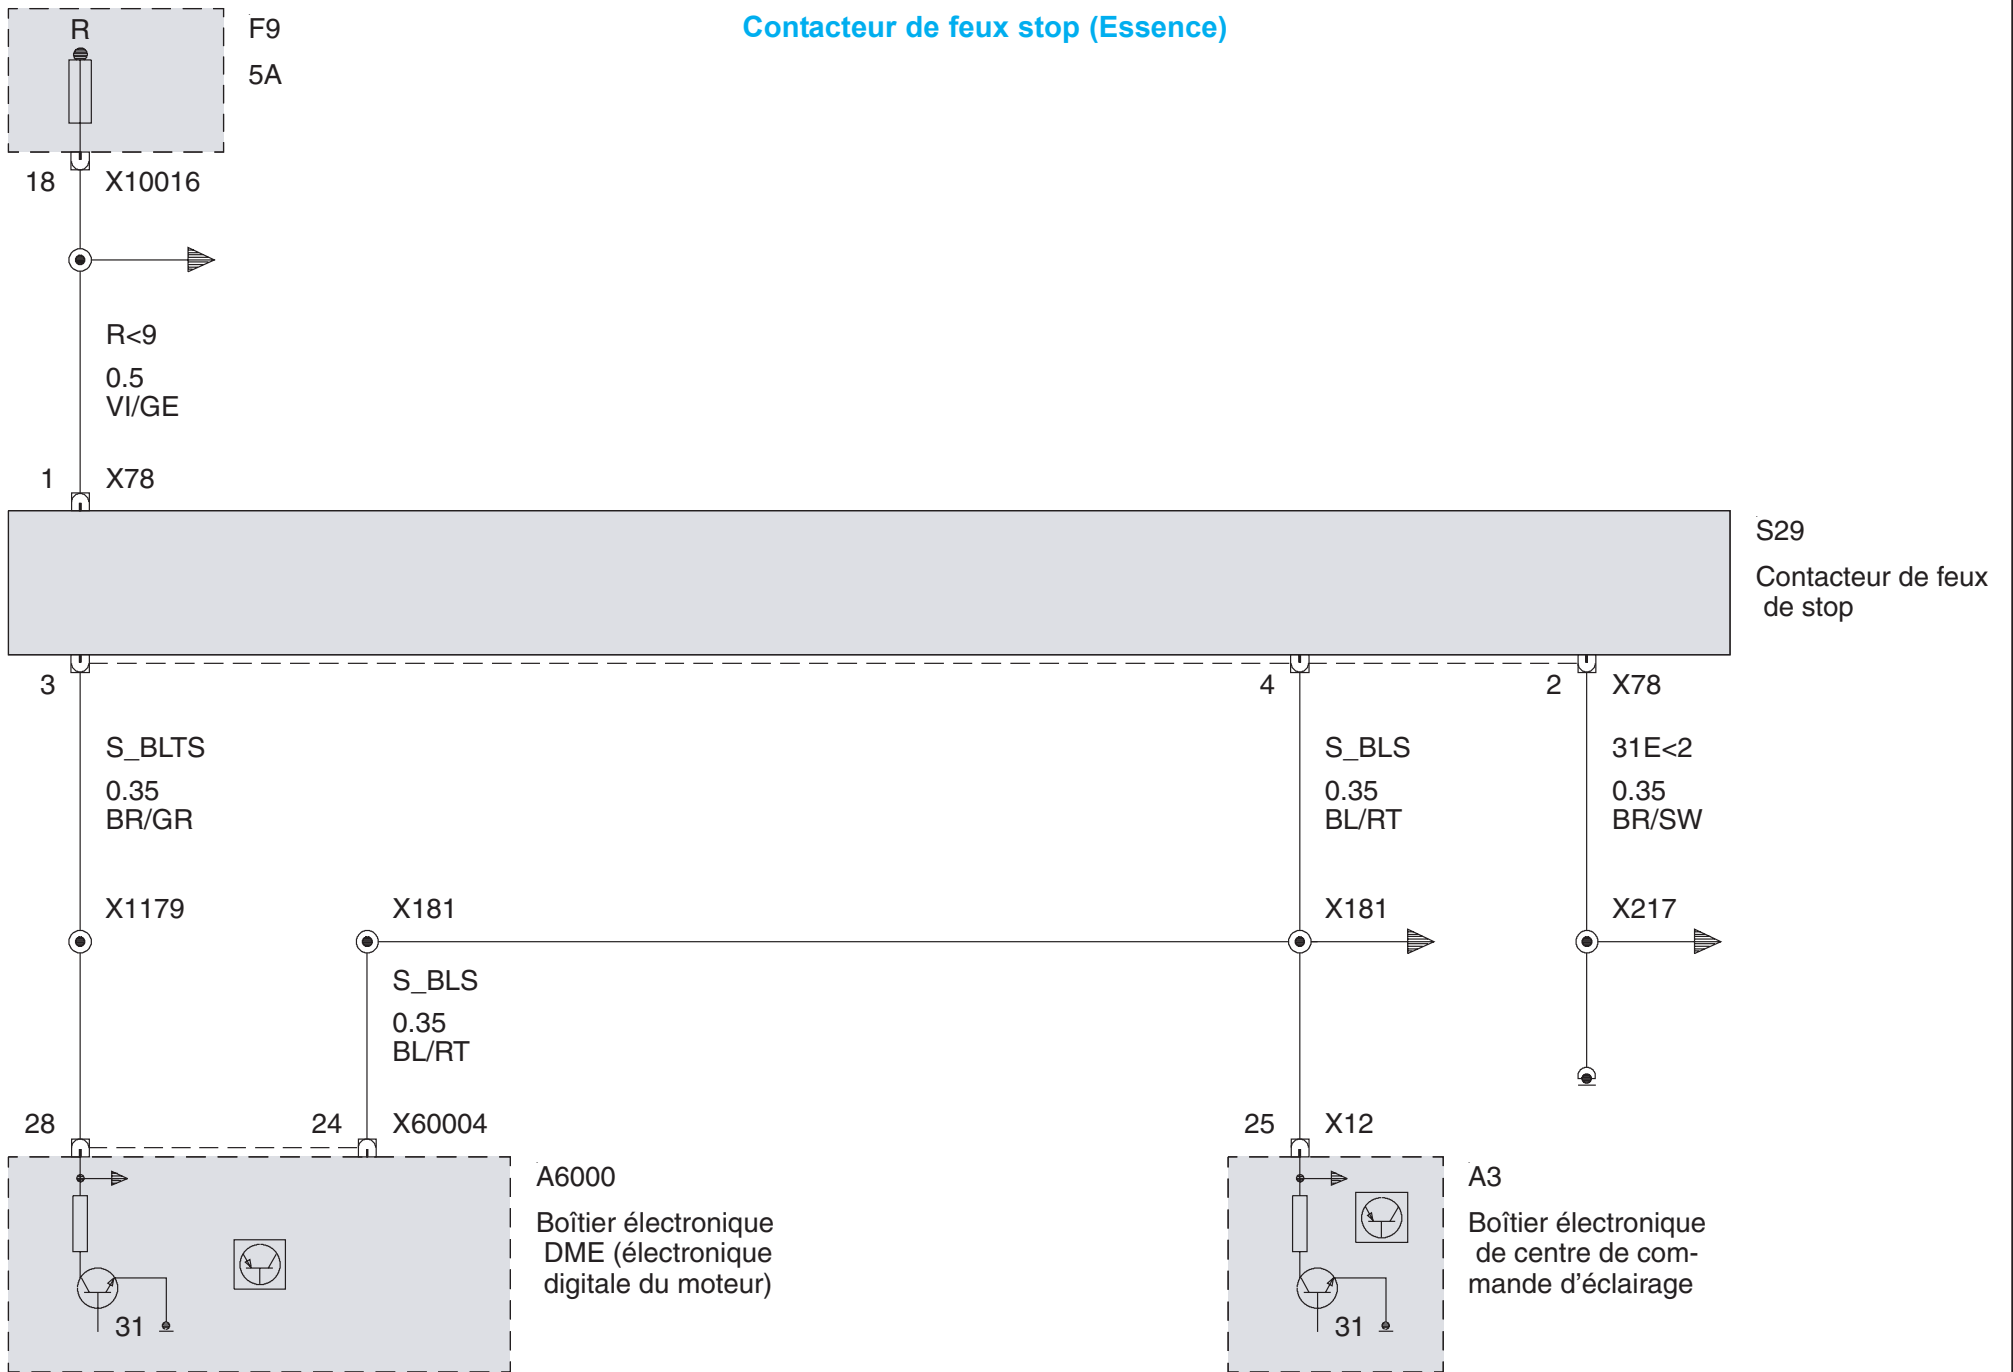 Contacteur de feux stop (Essence)
R
F9
5A
18 X10016
R<9
0.5
VI/GE
1 X78
S29
Contacteur de feux
de stop
3
4
2 X78
S_BLTS
0.35
BR/GR
S_BLS
0.35
BL/RT
31E<2
0.35
BR/SW
X1179
X181
X181
X217
S_BLS
0.35
BL/RT
28
24 X60004
25 X12
A6000
Boîtier électronique
DME (électronique
digitale du moteur)
31
A3
Boîtier électronique
de centre de com-
mande d'éclairage
31